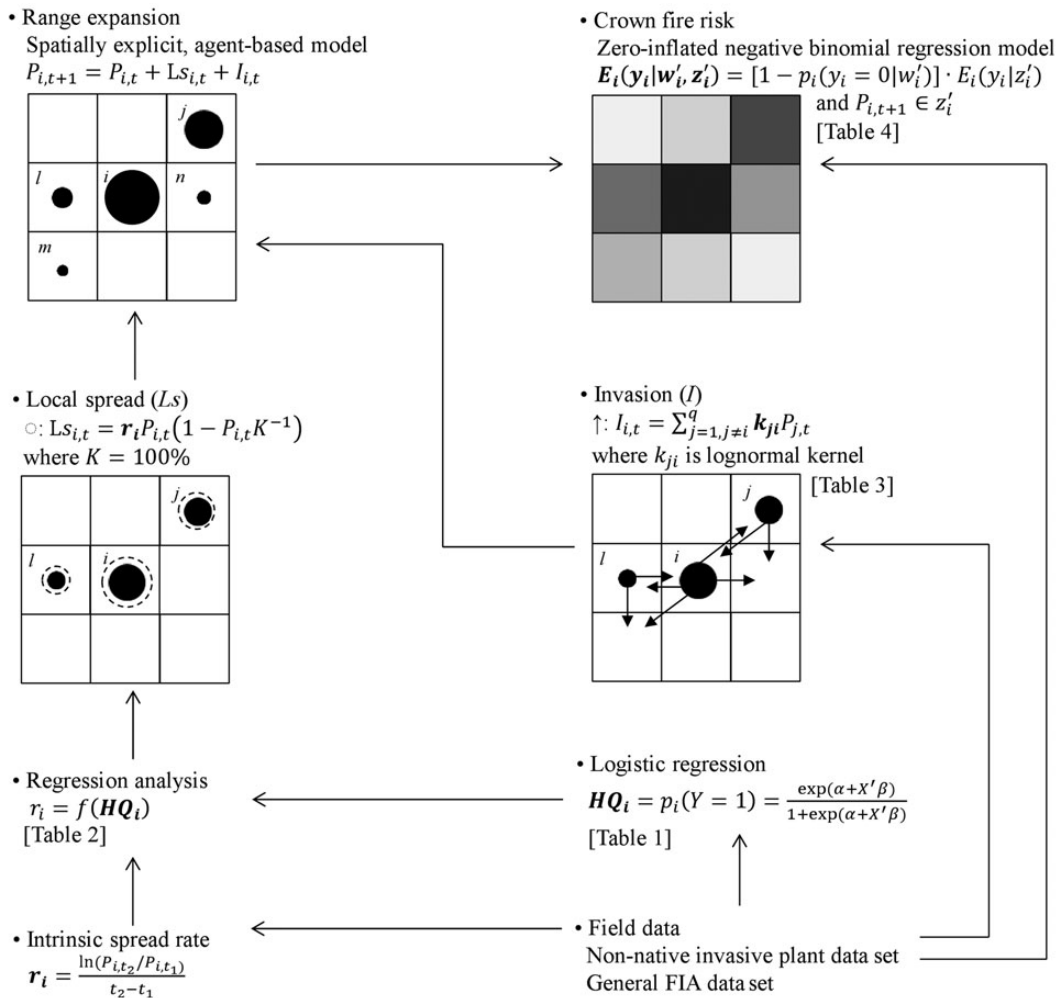 • Range expansion
Spatially explicit, agent-based model
P_{i,t+1} = P_{i,t} + Ls_{i,t} + I_{i,t}
j
l
i
n
m
• Crown fire risk
Zero-inflated negative binomial regression model
E_i(y_i|w_i′, z_i′) = [1 − p_i(y_i = 0|w_i′)] · E_i(y_i|z_i′)
and P_{i,t+1} ∈ z_i′
[Table 4]
• Local spread (Ls)
◌: Ls_{i,t} = r_i P_{i,t}(1 − P_{i,t}K^{−1})
where K = 100%
j
l
i
• Invasion (I)
↑: I_{i,t} = ∑_{j=1,j≠i}^{q} k_{ji}P_{j,t}
where k_{ji} is lognormal kernel
[Table 3]
j
l
i
• Regression analysis
r_i = f(HQ_i)
[Table 2]
• Logistic regression
HQ_i = p_i(Y = 1) = exp(α+X′β) / 1+exp(α+X′β)
[Table 1]
• Intrinsic spread rate
r_i = ln(P_{i,t_2}/P_{i,t_1}) / t_2−t_1
• Field data
Non-native invasive plant data set
General FIA data set